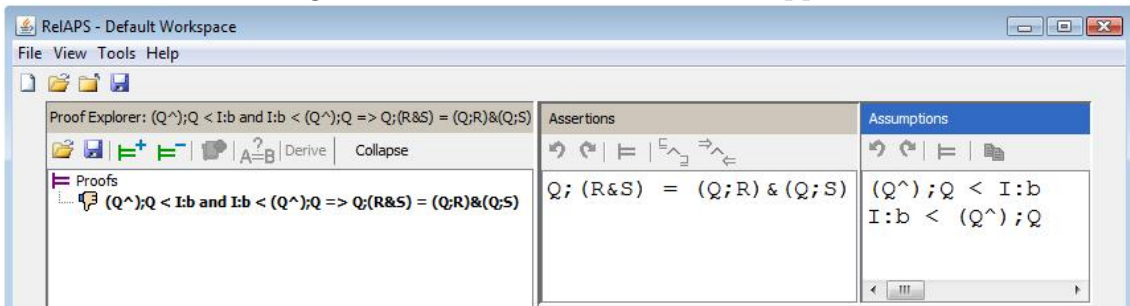 RelAPS - Default Workspace
File View Tools Help
Proof Explorer: (Q^);Q < I:b and I:b < (Q^);Q => Q;(R&S) = (Q;R)&(Q;S)
Assertions
Assumptions
A?=B Derive Collapse
Proofs
(Q^);Q < I:b and I:b < (Q^);Q => Q;(R&S) = (Q;R)&(Q;S)
Q;(R&S) = (Q;R)&(Q;S)
(Q^);Q < I:b
I:b < (Q^);Q